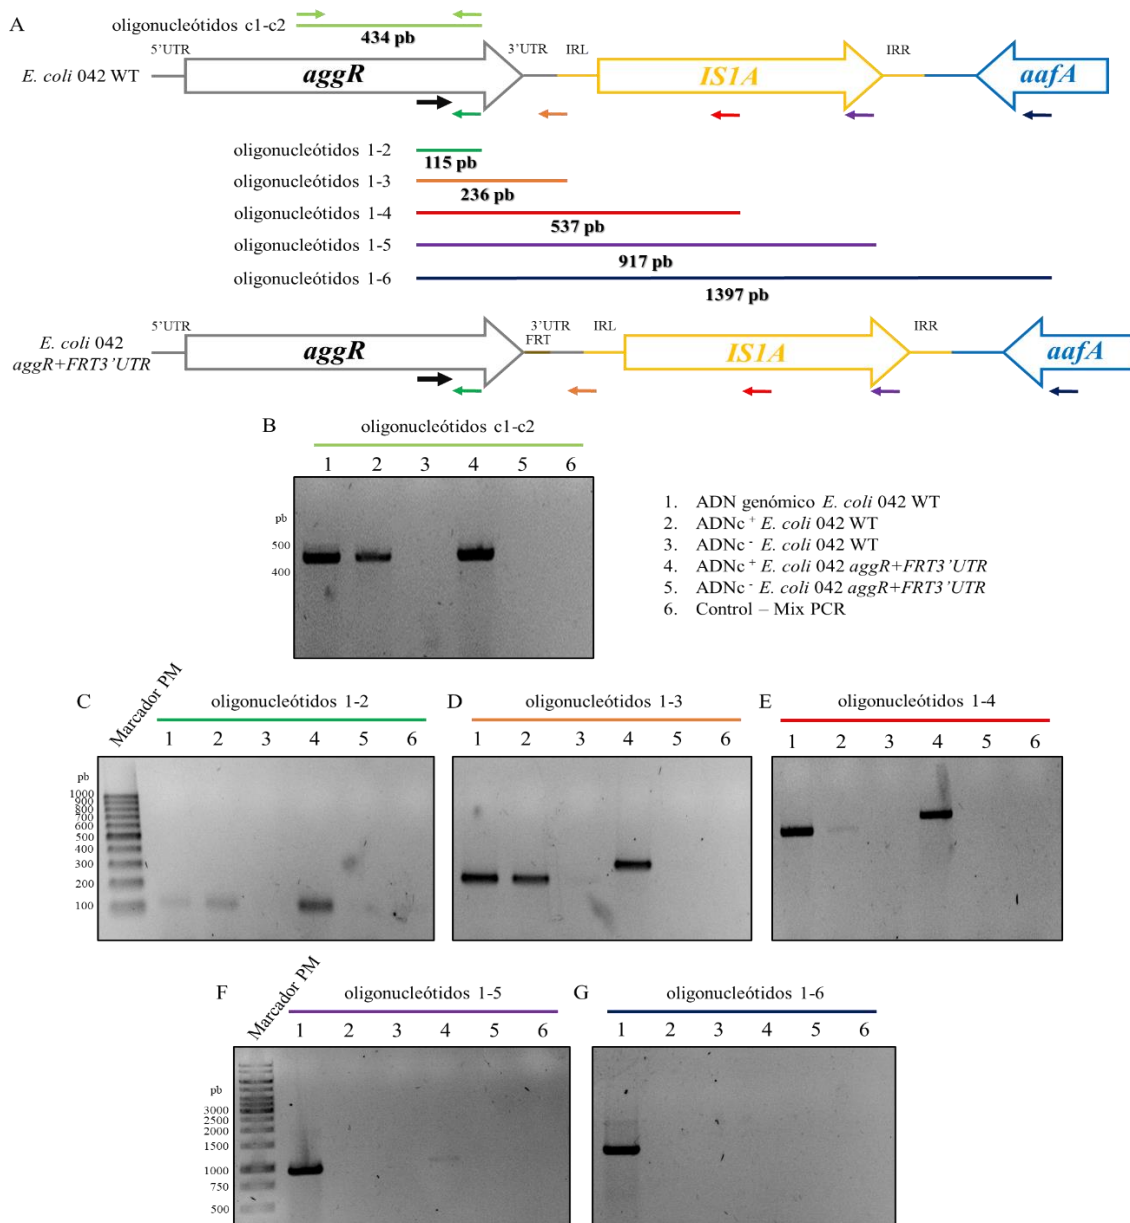 A
oligonucleótidos c1-c2
434 pb
5'UTR
3'UTR
IRL
IRR
E. coli 042 WT
aggR
IS1A
aafA
oligonucleótidos 1-2
115 pb
oligonucleótidos 1-3
236 pb
oligonucleótidos 1-4
537 pb
oligonucleótidos 1-5
917 pb
oligonucleótidos 1-6
1397 pb
5'UTR
3'UTR
FRT
IRL
IRR
E. coli 042
aggR+FRT3'UTR
aggR
IS1A
aafA
B
oligonucleótidos c1-c2
1 2 3 4 5 6
pb
500
400
1. ADN genómico E. coli 042 WT
2. ADNc + E. coli 042 WT
3. ADNc - E. coli 042 WT
4. ADNc + E. coli 042 aggR+FRT3'UTR
5. ADNc - E. coli 042 aggR+FRT3'UTR
6. Control – Mix PCR
C
Marcador PM
oligonucleótidos 1-2
1 2 3 4 5 6
pb
1000
900
800
700
600
500
400
300
200
100
D
oligonucleótidos 1-3
1 2 3 4 5 6
E
oligonucleótidos 1-4
1 2 3 4 5 6
F
Marcador PM
oligonucleótidos 1-5
1 2 3 4 5 6
pb
3000
2500
2000
1500
1000
750
500
G
oligonucleótidos 1-6
1 2 3 4 5 6